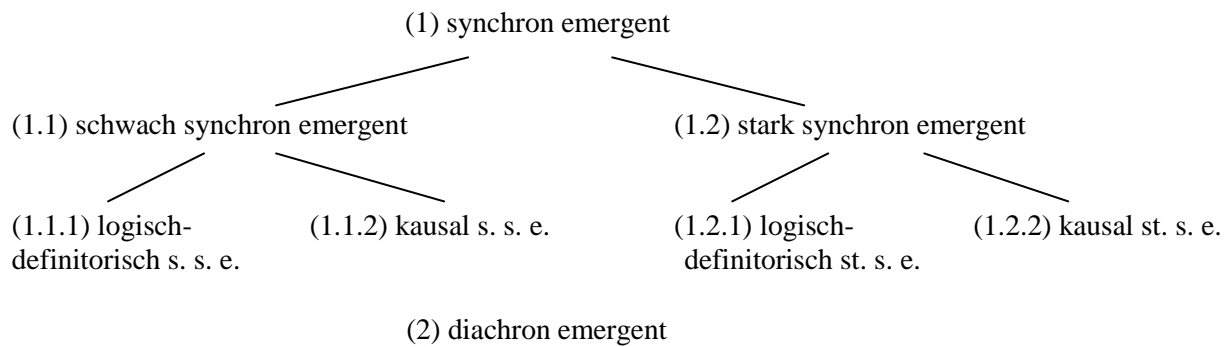 (1) synchron emergent
(1.1) schwach synchron emergent (1.2) stark synchron emergent
(1.1.1) logisch- (1.1.2) kausal s. s. e. (1.2.1) logisch- (1.2.2) kausal st. s. e.
definitorisch s. s. e. definitorisch st. s. e.
(2) diachron emergent